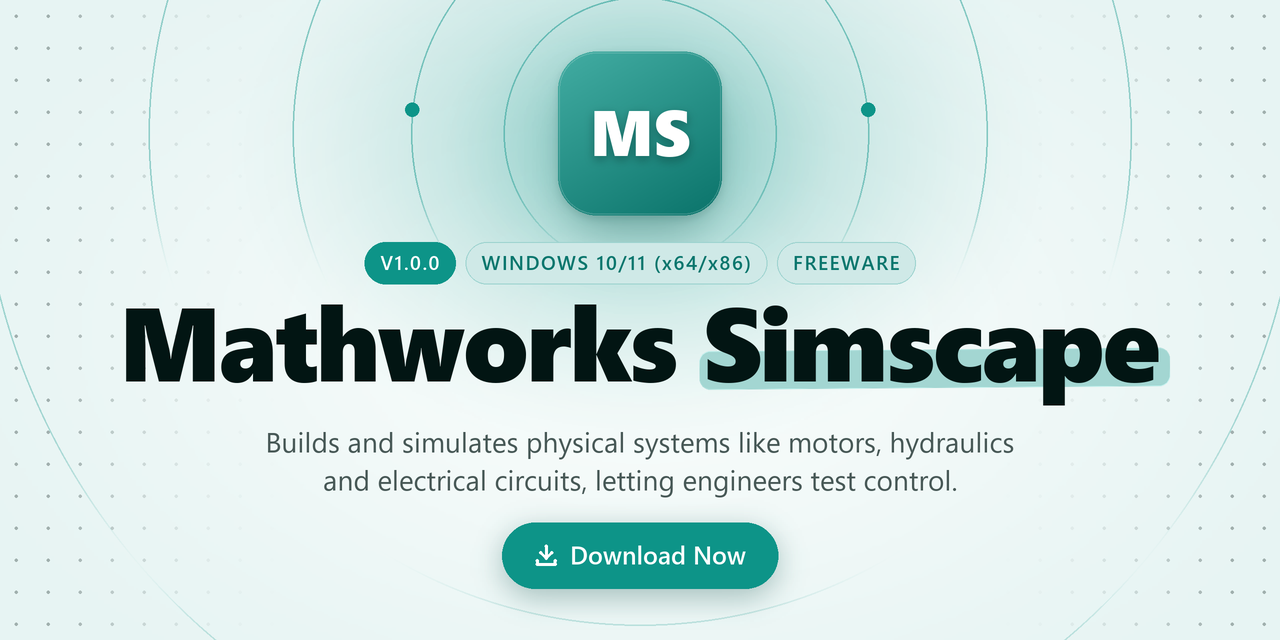 MS
V1.0.0
WINDOWS 10/11 (x64/x86)
FREEWARE
Mathworks Simscape
Builds and simulates physical systems like motors, hydraulics
and electrical circuits, letting engineers test control.
Download Now